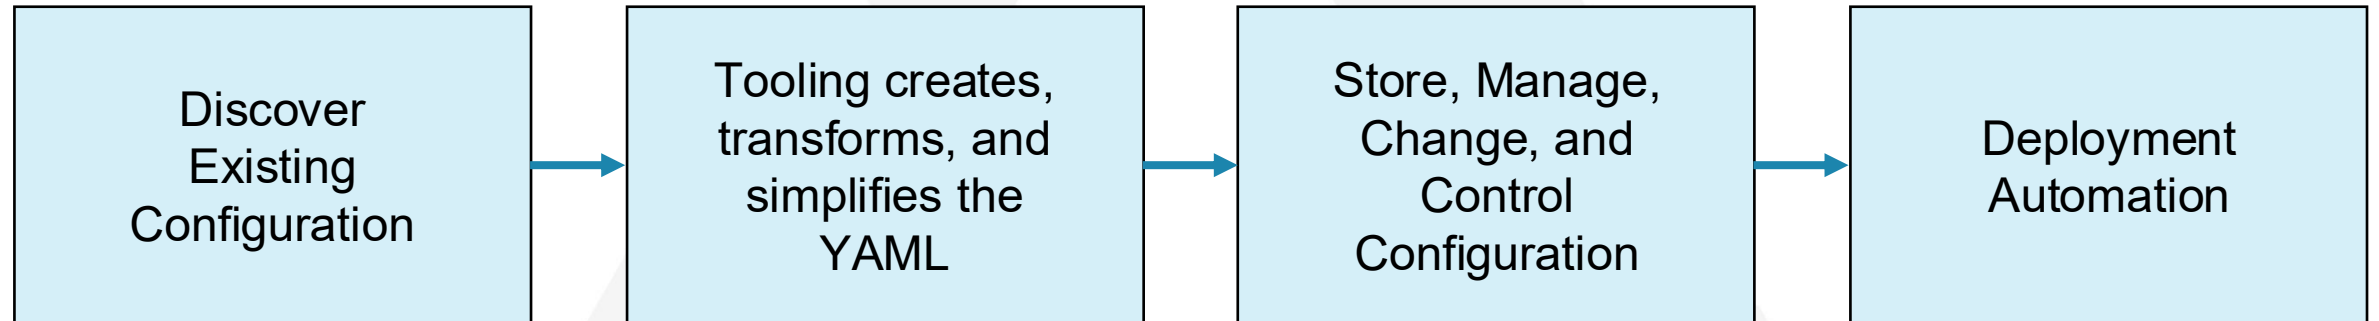 Discover
Existing
Configuration
Tooling creates,
transforms, and
simplifies the
YAML
Store, Manage,
Change, and
Control
Configuration
Deployment
Automation